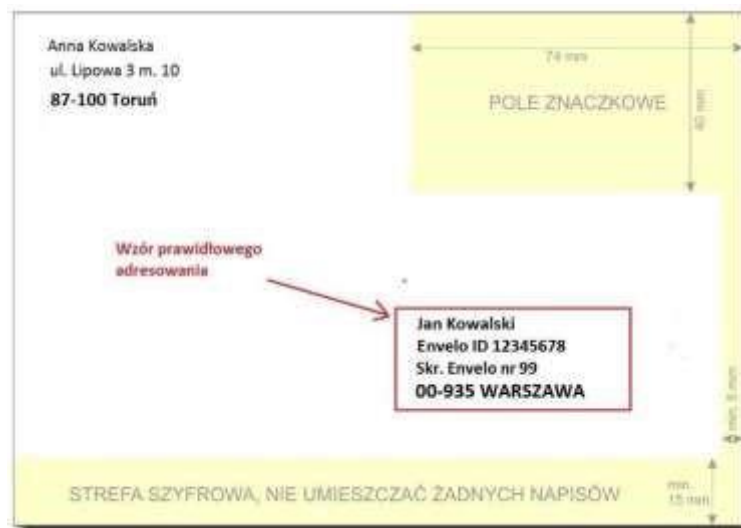 Anna Kowalska
ul. Lipowa 3 m. 10
87-100 Toruń
74 mm
POLE ZNACZKOWE
40 mm
Wzór prawidłowego
adresowania
Jan Kowalski
Envelo ID 12345678
Skr. Envelo nr 99
00-935 WARSZAWA
min. 5 mm
STREFA SZYFROWA, NIE UMIESZCZAĆ ŻADNYCH NAPISÓW
min.
15 mm